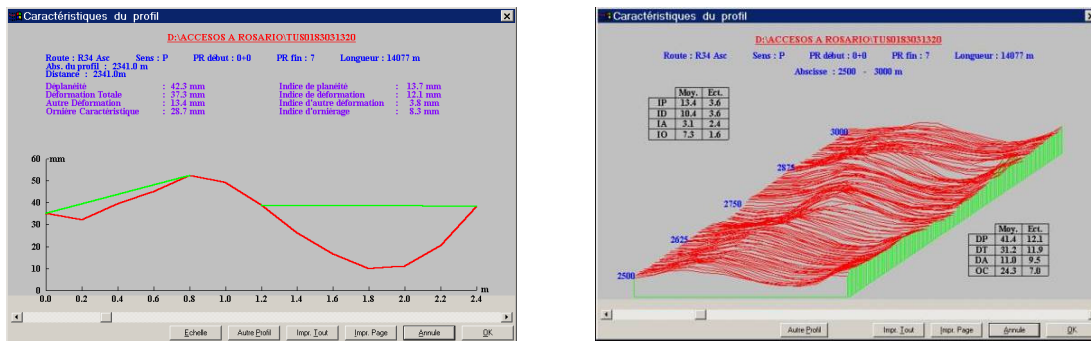 Caractéristiques du profil
D:\ACCESOS A ROSARIO\TUS0183031320
Route : R34 Asc Sens : P PR début : 0+0 PR fin : 7 Longueur : 14077 m
Abs. du profil : 2341.0 m
Distance : 2341.0m
Déplanéité : 42.3 mm Indice de planéité : 13.7 mm
Déformation Totale : 37.3 mm Indice de déformation : 12.1 mm
Autre Déformation : 13.4 mm Indice d'autre déformation : 3.8 mm
Ornière Caractéristique : 28.7 mm Indice d'orniérage : 8.3 mm
60 mm
50
40
30
20
10
0
0.0 0.2 0.4 0.6 0.8 1.0 1.2 1.4 1.6 1.8 2.0 2.2 2.4
m
Echelle Autre Profil Impr. Tout Impr. Page Annule OK
Caractéristiques du profil
D:\ACCESOS A ROSARIO\TUS0183031320
Route : R34 Asc Sens : P PR début : 0+0 PR fin : 7 Longueur : 14077 m
Abscisse : 2500 - 3000 m
Moy. Ect.
IP 13.4 3.6
ID 10.4 3.6
IA 3.1 2.4
IO 7.3 1.6
3000
2875
2750
2625
2500
Moy. Ect.
DP 41.4 12.1
DT 31.2 11.9
DA 11.0 9.5
OC 24.3 7.0
Autre Profil Impr. Tout Impr. Page Annule OK